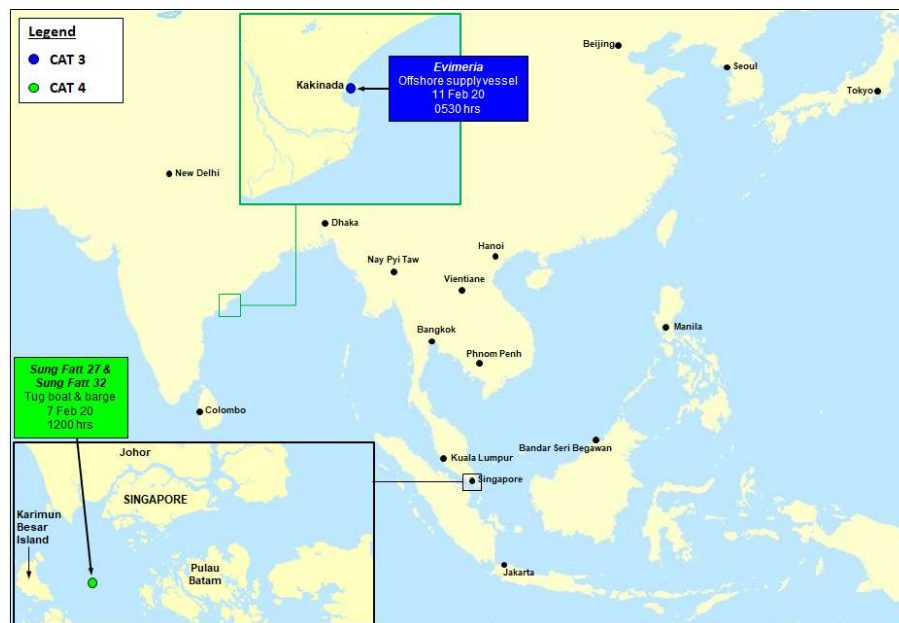 Legend
CAT 3
CAT 4
Evimeria
Offshore supply vessel
11 Feb 20
0530 hrs
Kakinada
Beijing
Seoul
Tokyo
New Delhi
Dhaka
Hanoi
Nay Pyi Taw
Vientiane
Manila
Bangkok
Phnom Penh
Sung Fatt 27 &
Sung Fatt 32
Tug boat & barge
7 Feb 20
1200 hrs
Colombo
Bandar Seri Begawan
Kuala Lumpur
Singapore
Johor
SINGAPORE
Karimun
Besar
Island
Pulau
Batam
Jakarta